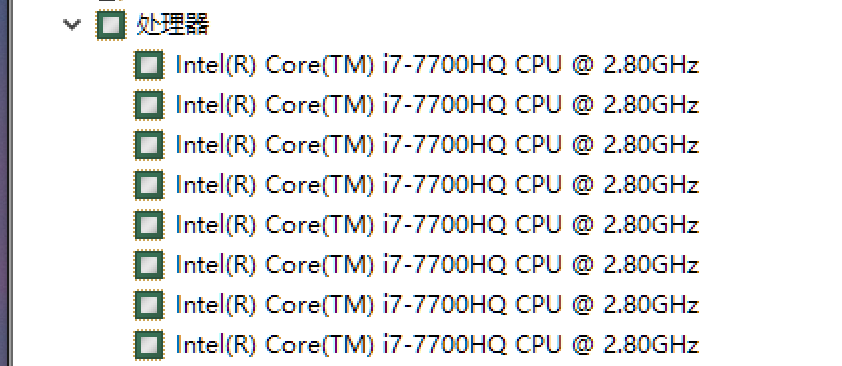 处理器
Intel(R) Core(TM) i7-7700HQ CPU @ 2.80GHz
Intel(R) Core(TM) i7-7700HQ CPU @ 2.80GHz
Intel(R) Core(TM) i7-7700HQ CPU @ 2.80GHz
Intel(R) Core(TM) i7-7700HQ CPU @ 2.80GHz
Intel(R) Core(TM) i7-7700HQ CPU @ 2.80GHz
Intel(R) Core(TM) i7-7700HQ CPU @ 2.80GHz
Intel(R) Core(TM) i7-7700HQ CPU @ 2.80GHz
Intel(R) Core(TM) i7-7700HQ CPU @ 2.80GHz